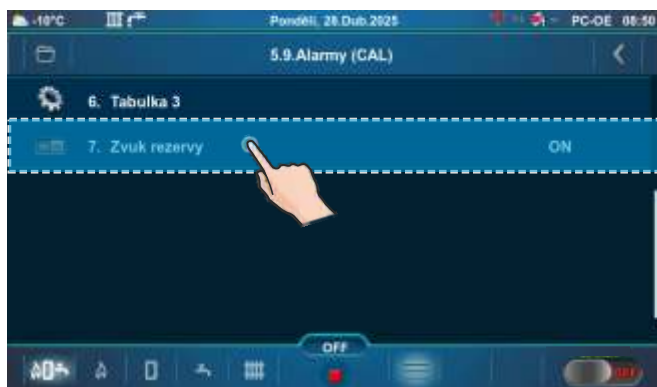 -10°C Pondělí, 28.Dub.2025 PC-OE 08:50
5.9.Alarmy (CAL)
6. Tabulka 3
7. Zvuk rezervy ON
OFF
OFF